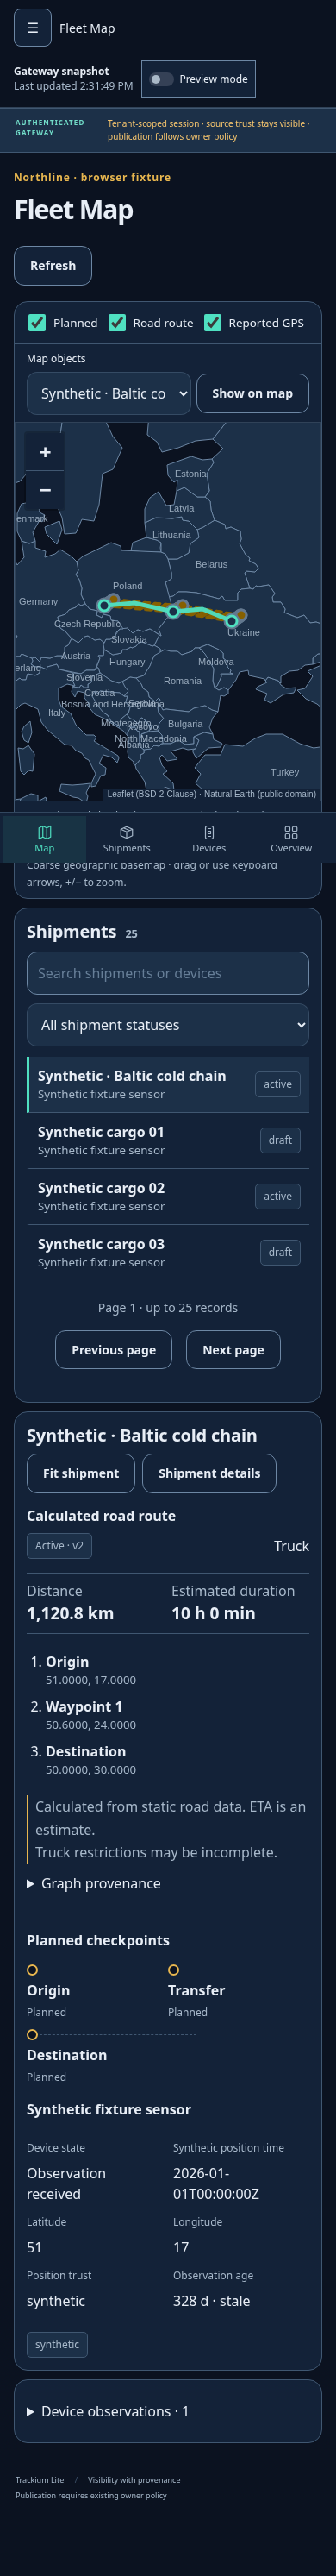 ☰ Fleet Map
Gateway snapshot
Last updated 2:31:49 PM
Preview mode
AUTHENTICATED GATEWAY
Tenant-scoped session · source trust stays visible ·
publication follows owner policy
Northline · browser fixture
Fleet Map
Refresh
Planned
Road route
Reported GPS
Map objects
Synthetic · Baltic co
Show on map
+
−
Estonia
Latvia
enmark
Lithuania
Belarus
Poland
Germany
Czech Republic
Ukraine
Slovakia
Austria
erland
Hungary
Moldova
Slovenia
Romania
Croatia
Bosnia and Herzegovina
Serbia
Italy
Montenegro
Kosovo
Bulgaria
North Macedonia
Albania
Turkey
Leaflet (BSD-2-Clause) · Natural Earth (public domain)
Map
Shipments
Devices
Overview
Coarse geographic basemap · drag or use keyboard
arrows, +/− to zoom.
Shipments 25
Search shipments or devices
All shipment statuses
Synthetic · Baltic cold chain
Synthetic fixture sensor
active
Synthetic cargo 01
Synthetic fixture sensor
draft
Synthetic cargo 02
Synthetic fixture sensor
active
Synthetic cargo 03
Synthetic fixture sensor
draft
Page 1 · up to 25 records
Previous page
Next page
Synthetic · Baltic cold chain
Fit shipment
Shipment details
Calculated road route
Active · v2
Truck
Distance
1,120.8 km
Estimated duration
10 h 0 min
1. Origin
51.0000, 17.0000
2. Waypoint 1
50.6000, 24.0000
3. Destination
50.0000, 30.0000
Calculated from static road data. ETA is an
estimate.
Truck restrictions may be incomplete.
▶ Graph provenance
Planned checkpoints
Origin
Planned
Transfer
Planned
Destination
Planned
Synthetic fixture sensor
Device state
Observation
received
Synthetic position time
2026-01-
01T00:00:00Z
Latitude
51
Longitude
17
Position trust
synthetic
Observation age
328 d · stale
synthetic
▶ Device observations · 1
Trackium Lite / Visibility with provenance
Publication requires existing owner policy